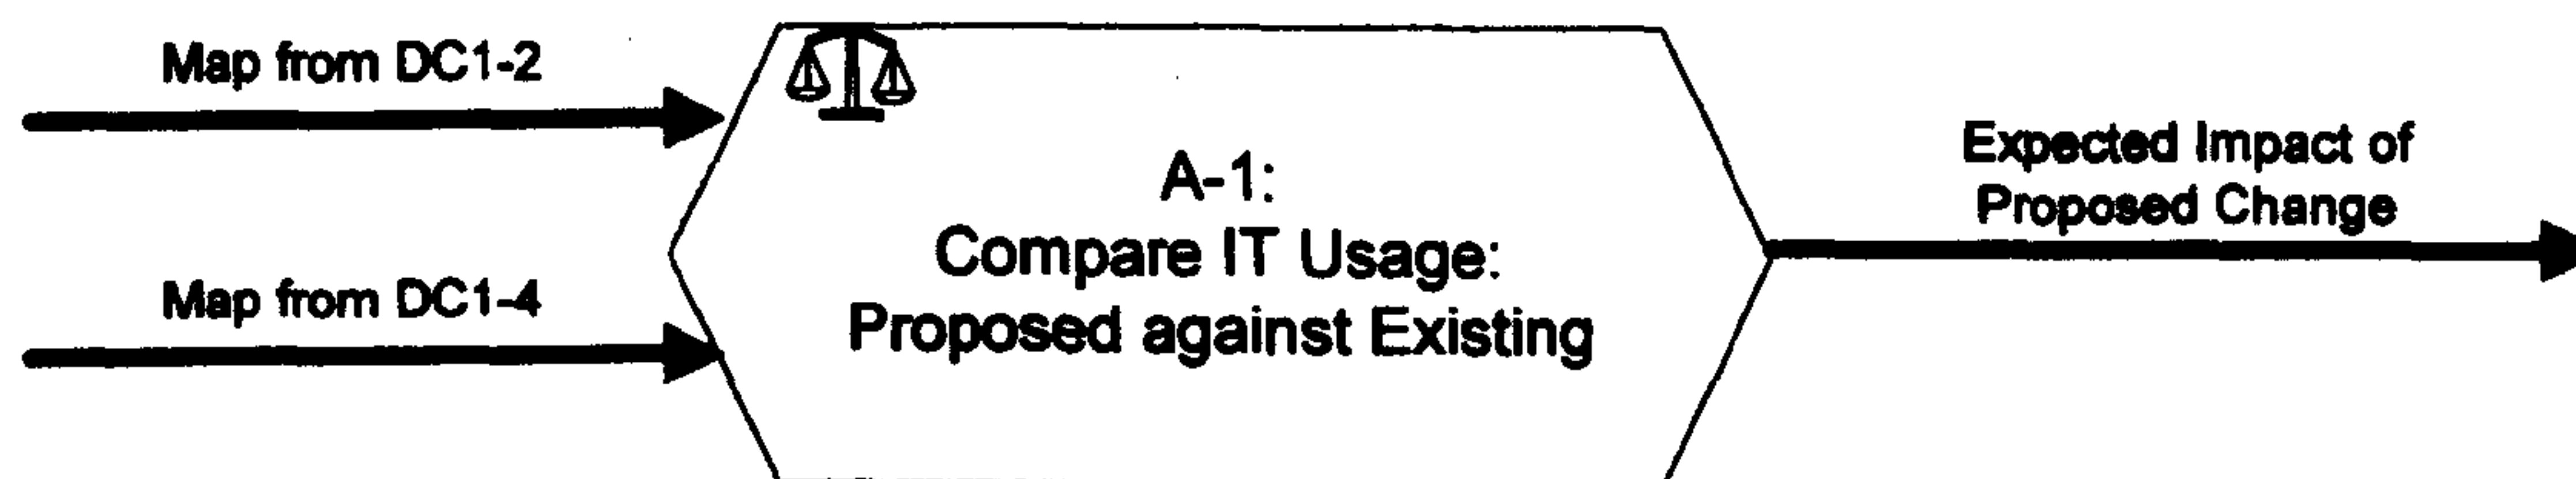 Map from DC1-2
Map from DC1-4
A-1:
Compare IT Usage:
Proposed against Existing
Expected Impact of
Proposed Change